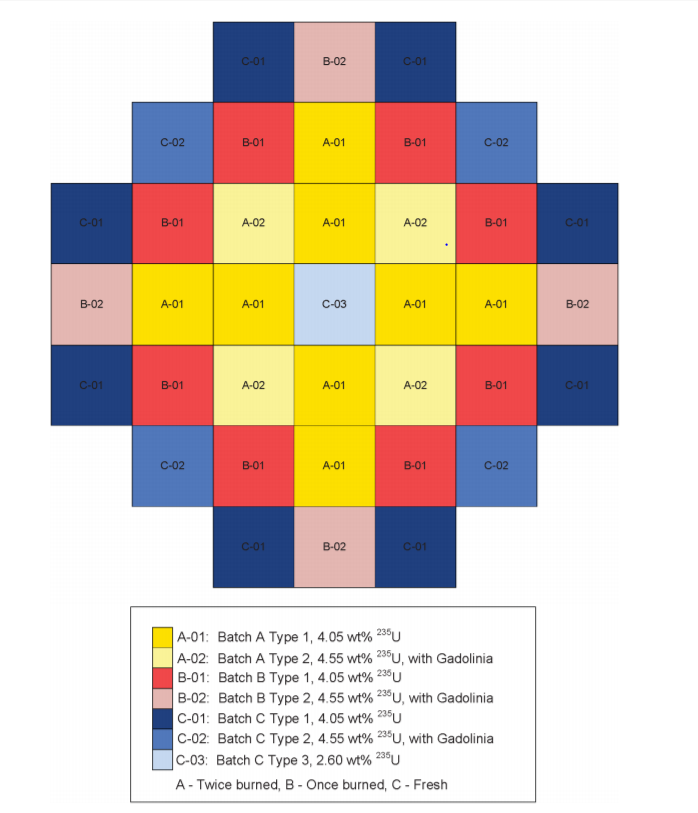 C-01 B-02 C-01
C-02 B-01 A-01 B-01 C-02
C-01 B-01 A-02 A-01 A-02 B-01 C-01
B-02 A-01 A-01 C-03 A-01 A-01 B-02
C-01 B-01 A-02 A-01 A-02 B-01 C-01
C-02 B-01 A-01 B-01 C-02
C-01 B-02 C-01
A-01: Batch A Type 1, 4.05 wt% ²³⁵U
A-02: Batch A Type 2, 4.55 wt% ²³⁵U, with Gadolinia
B-01: Batch B Type 1, 4.05 wt% ²³⁵U
B-02: Batch B Type 2, 4.55 wt% ²³⁵U, with Gadolinia
C-01: Batch C Type 1, 4.05 wt% ²³⁵U
C-02: Batch C Type 2, 4.55 wt% ²³⁵U, with Gadolinia
C-03: Batch C Type 3, 2.60 wt% ²³⁵U
A - Twice burned, B - Once burned, C - Fresh